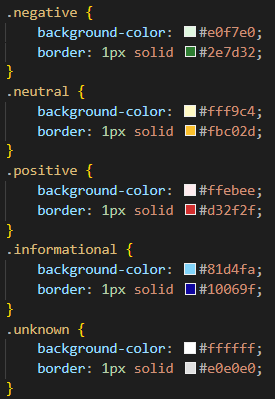 .negative {
    background-color: #e0f7e0;
    border: 1px solid #2e7d32;
}
.neutral {
    background-color: #fff9c4;
    border: 1px solid #fbc02d;
}
.positive {
    background-color: #ffebee;
    border: 1px solid #d32f2f;
}
.informational {
    background-color: #81d4fa;
    border: 1px solid #10069f;
}
.unknown {
    background-color: #ffffff;
    border: 1px solid #e0e0e0;
}